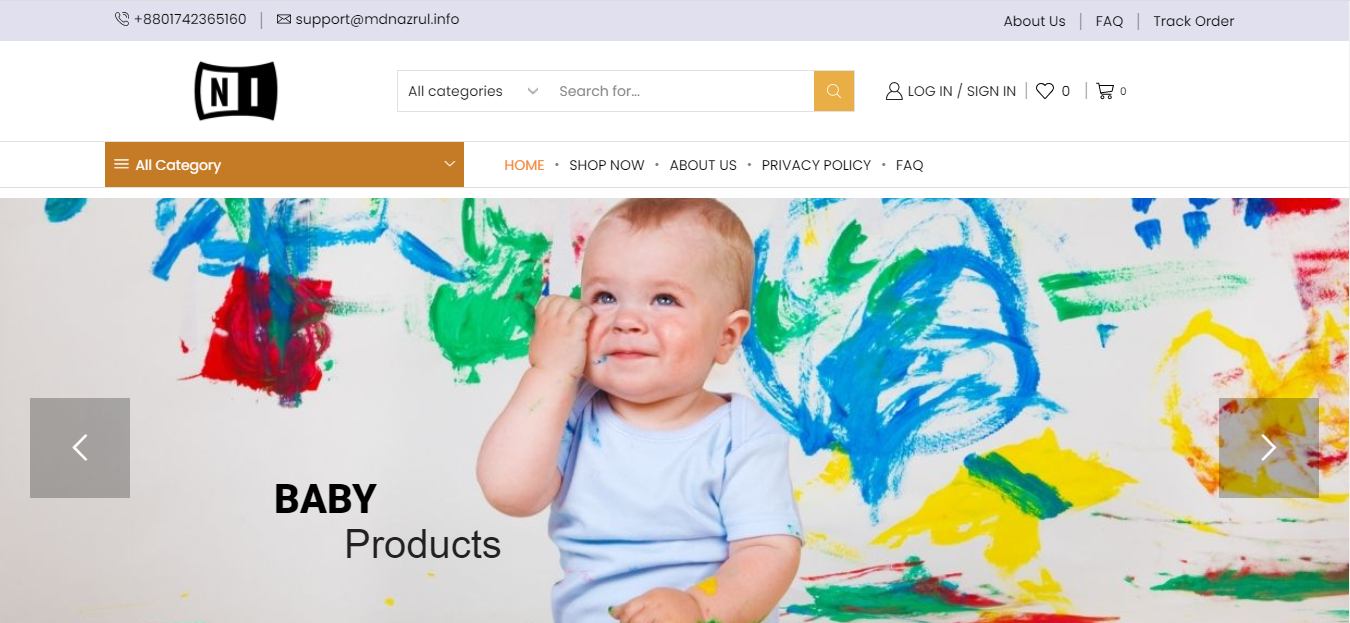 +8801742365160 | support@mdnazrul.info About Us | FAQ | Track Order
NI
All categories Search for... LOG IN / SIGN IN | 0 | 0
All Category HOME • SHOP NOW • ABOUT US • PRIVACY POLICY • FAQ
BABY
Products